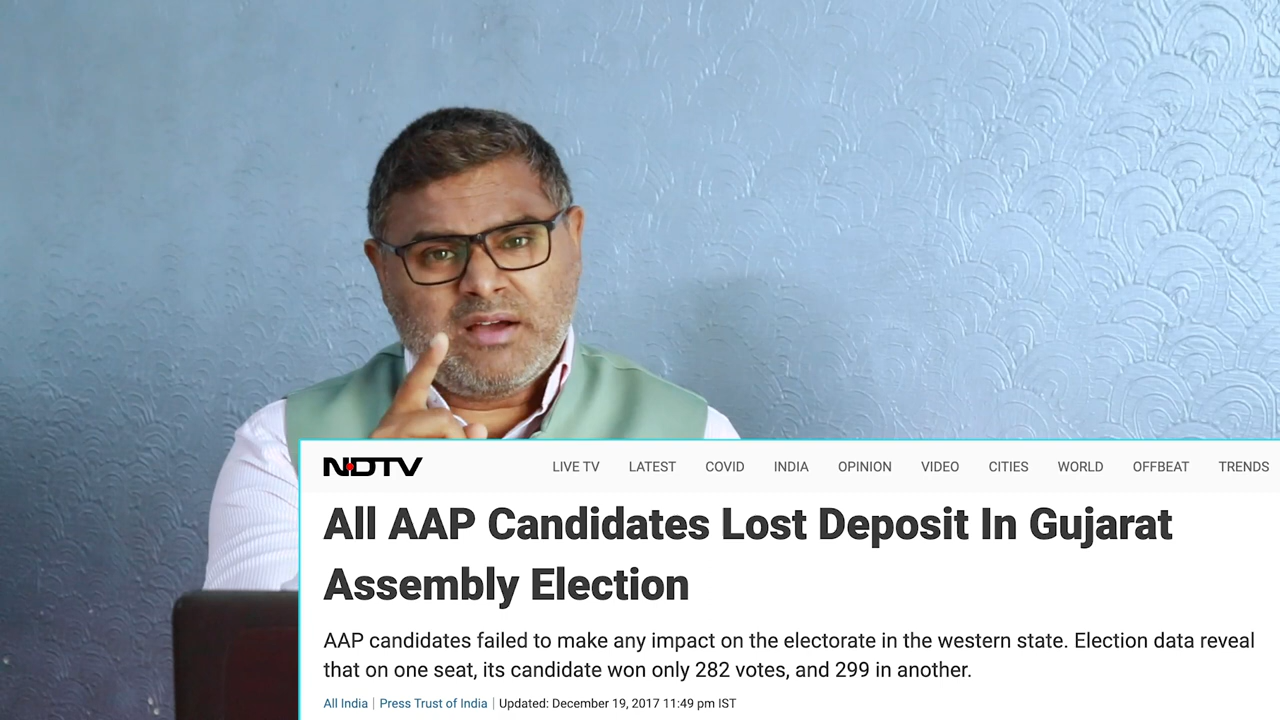 NDTV
LIVE TV LATEST COVID INDIA OPINION VIDEO CITIES WORLD OFFBEAT TRENDS
All AAP Candidates Lost Deposit In Gujarat
Assembly Election
AAP candidates failed to make any impact on the electorate in the western state. Election data reveal
that on one seat, its candidate won only 282 votes, and 299 in another.
All India | Press Trust of India | Updated: December 19, 2017 11:49 pm IST